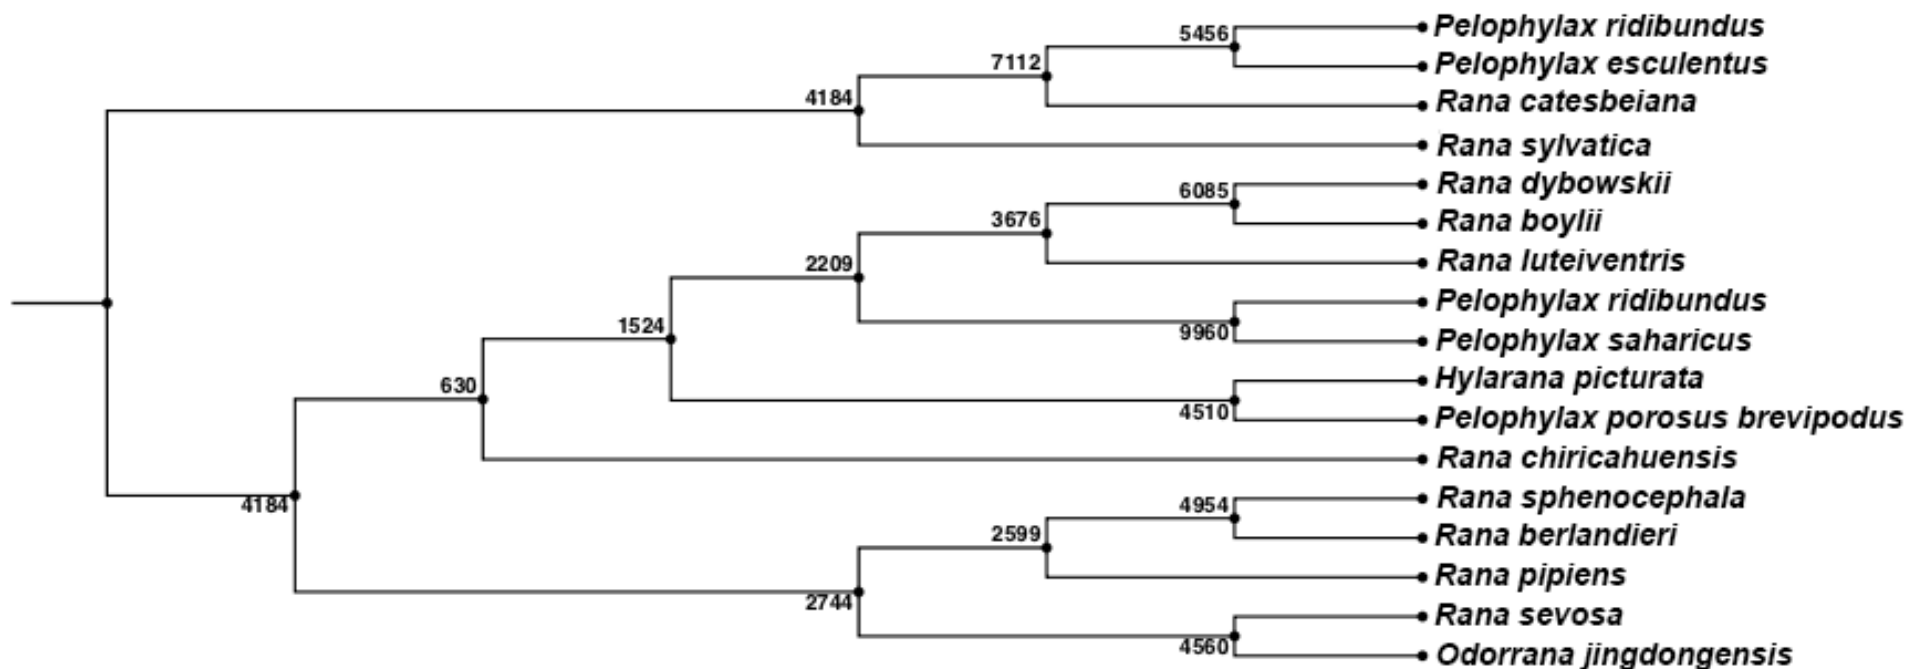 Pelophylax ridibundus
5456
Pelophylax esculentus
7112
Rana catesbeiana
4184
Rana sylvatica
Rana dybowskii
6085
Rana boylii
3676
Rana luteiventris
2209
Pelophylax ridibundus
9960
Pelophylax saharicus
1524
Hylarana picturata
630
4510
Pelophylax porosus brevipodus
Rana chiricahuensis
Rana sphenocephala
4184
4954
Rana berlandieri
2599
Rana pipiens
2744
Rana sevosa
4560
Odorrana jingdongensis